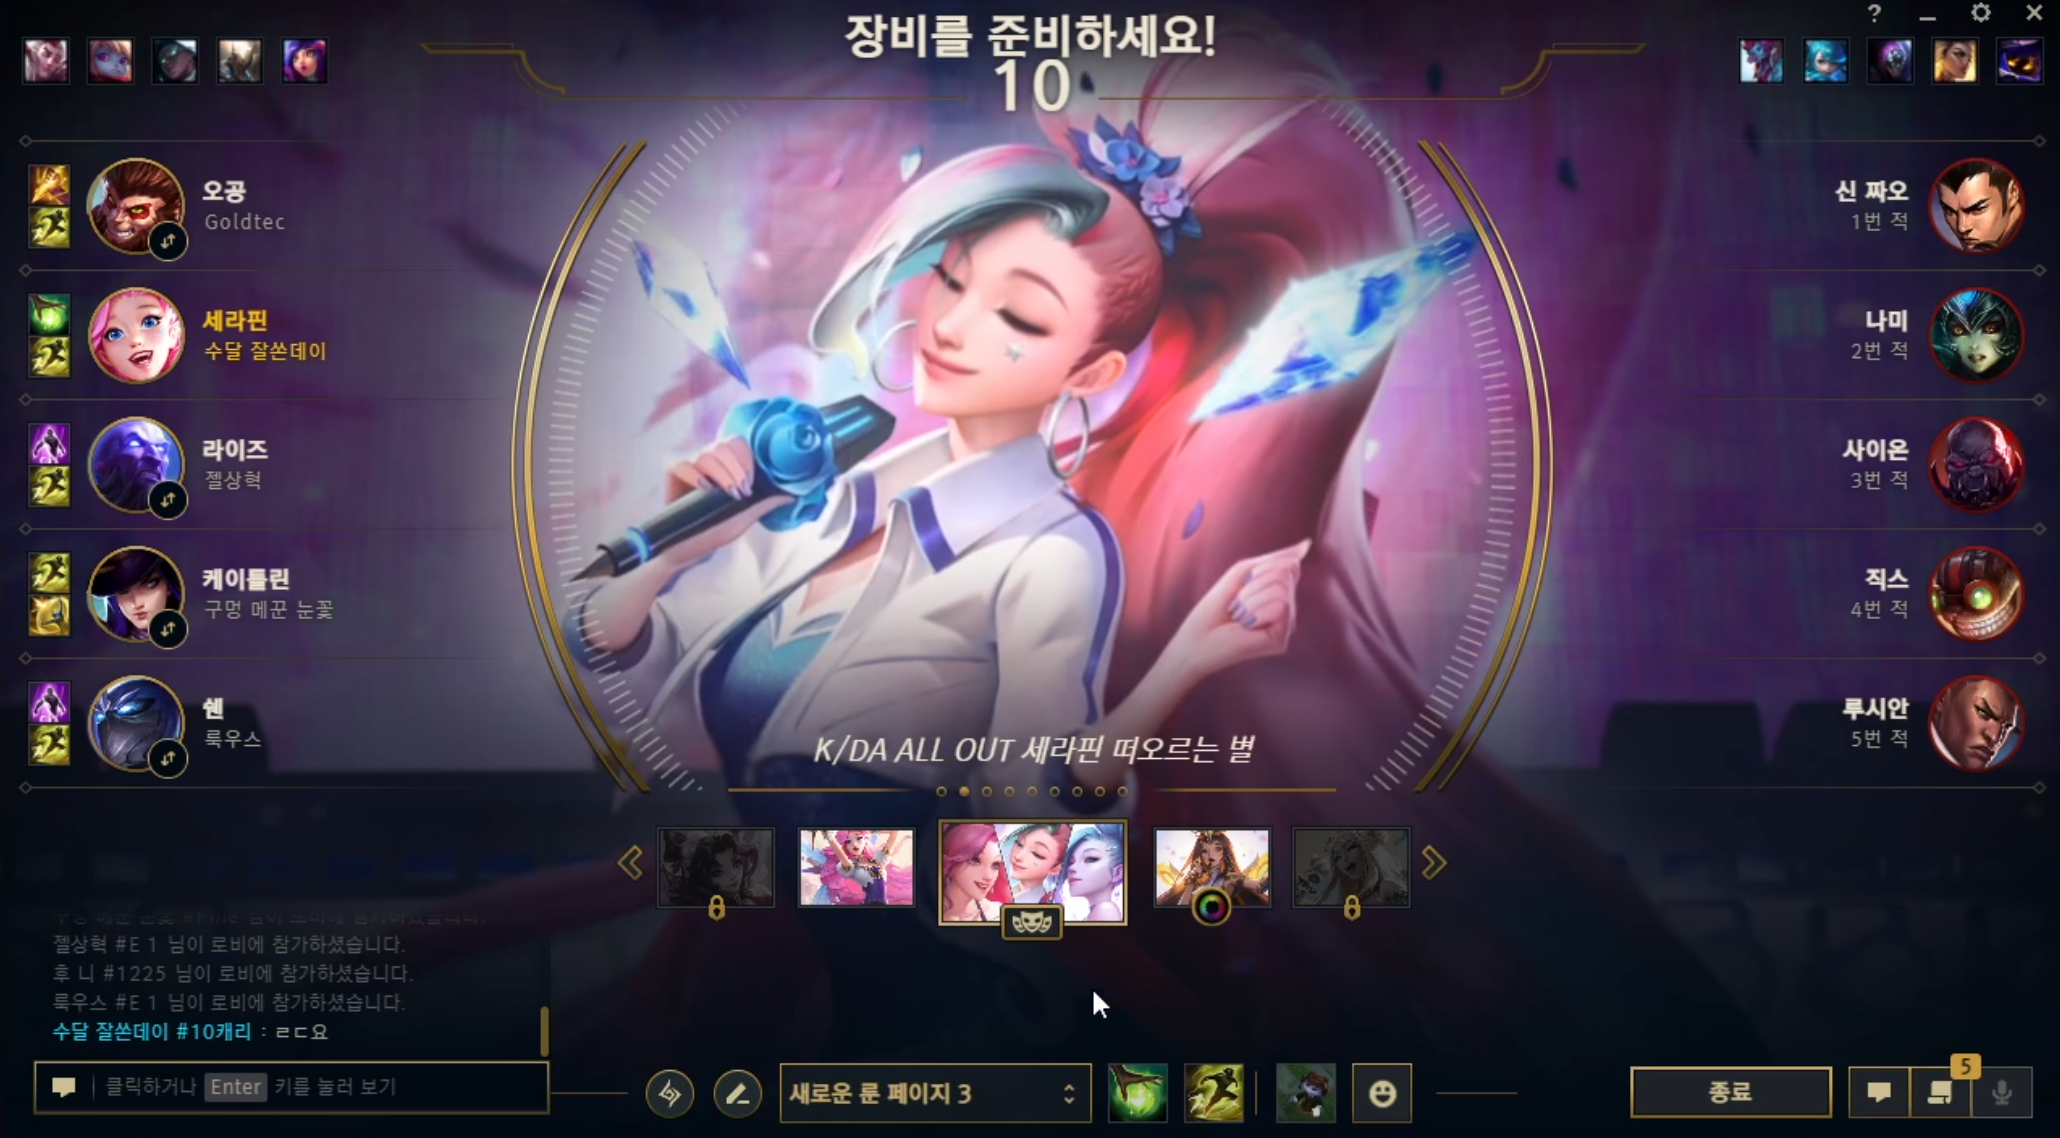 장비를 준비하세요!
10
오공
Goldtec
세라핀
수달 잘쏜데이
라이즈
젤상혁
케이틀린
구멍 메꾼 눈꽃
쉔
룩우스
신 짜오
1번 적
나미
2번 적
사이온
3번 적
직스
4번 적
루시안
5번 적
K/DA ALL OUT 세라핀 떠오르는 별
젤상혁 #E 1 님이 로비에 참가하셨습니다.
후 니 #1225 님이 로비에 참가하셨습니다.
룩우스 #E 1 님이 로비에 참가하셨습니다.
수달 잘쏜데이 #10캐리 : ㄹㄷ요
클릭하거나 Enter 키를 눌러 보기
새로운 룬 페이지 3
종료
5